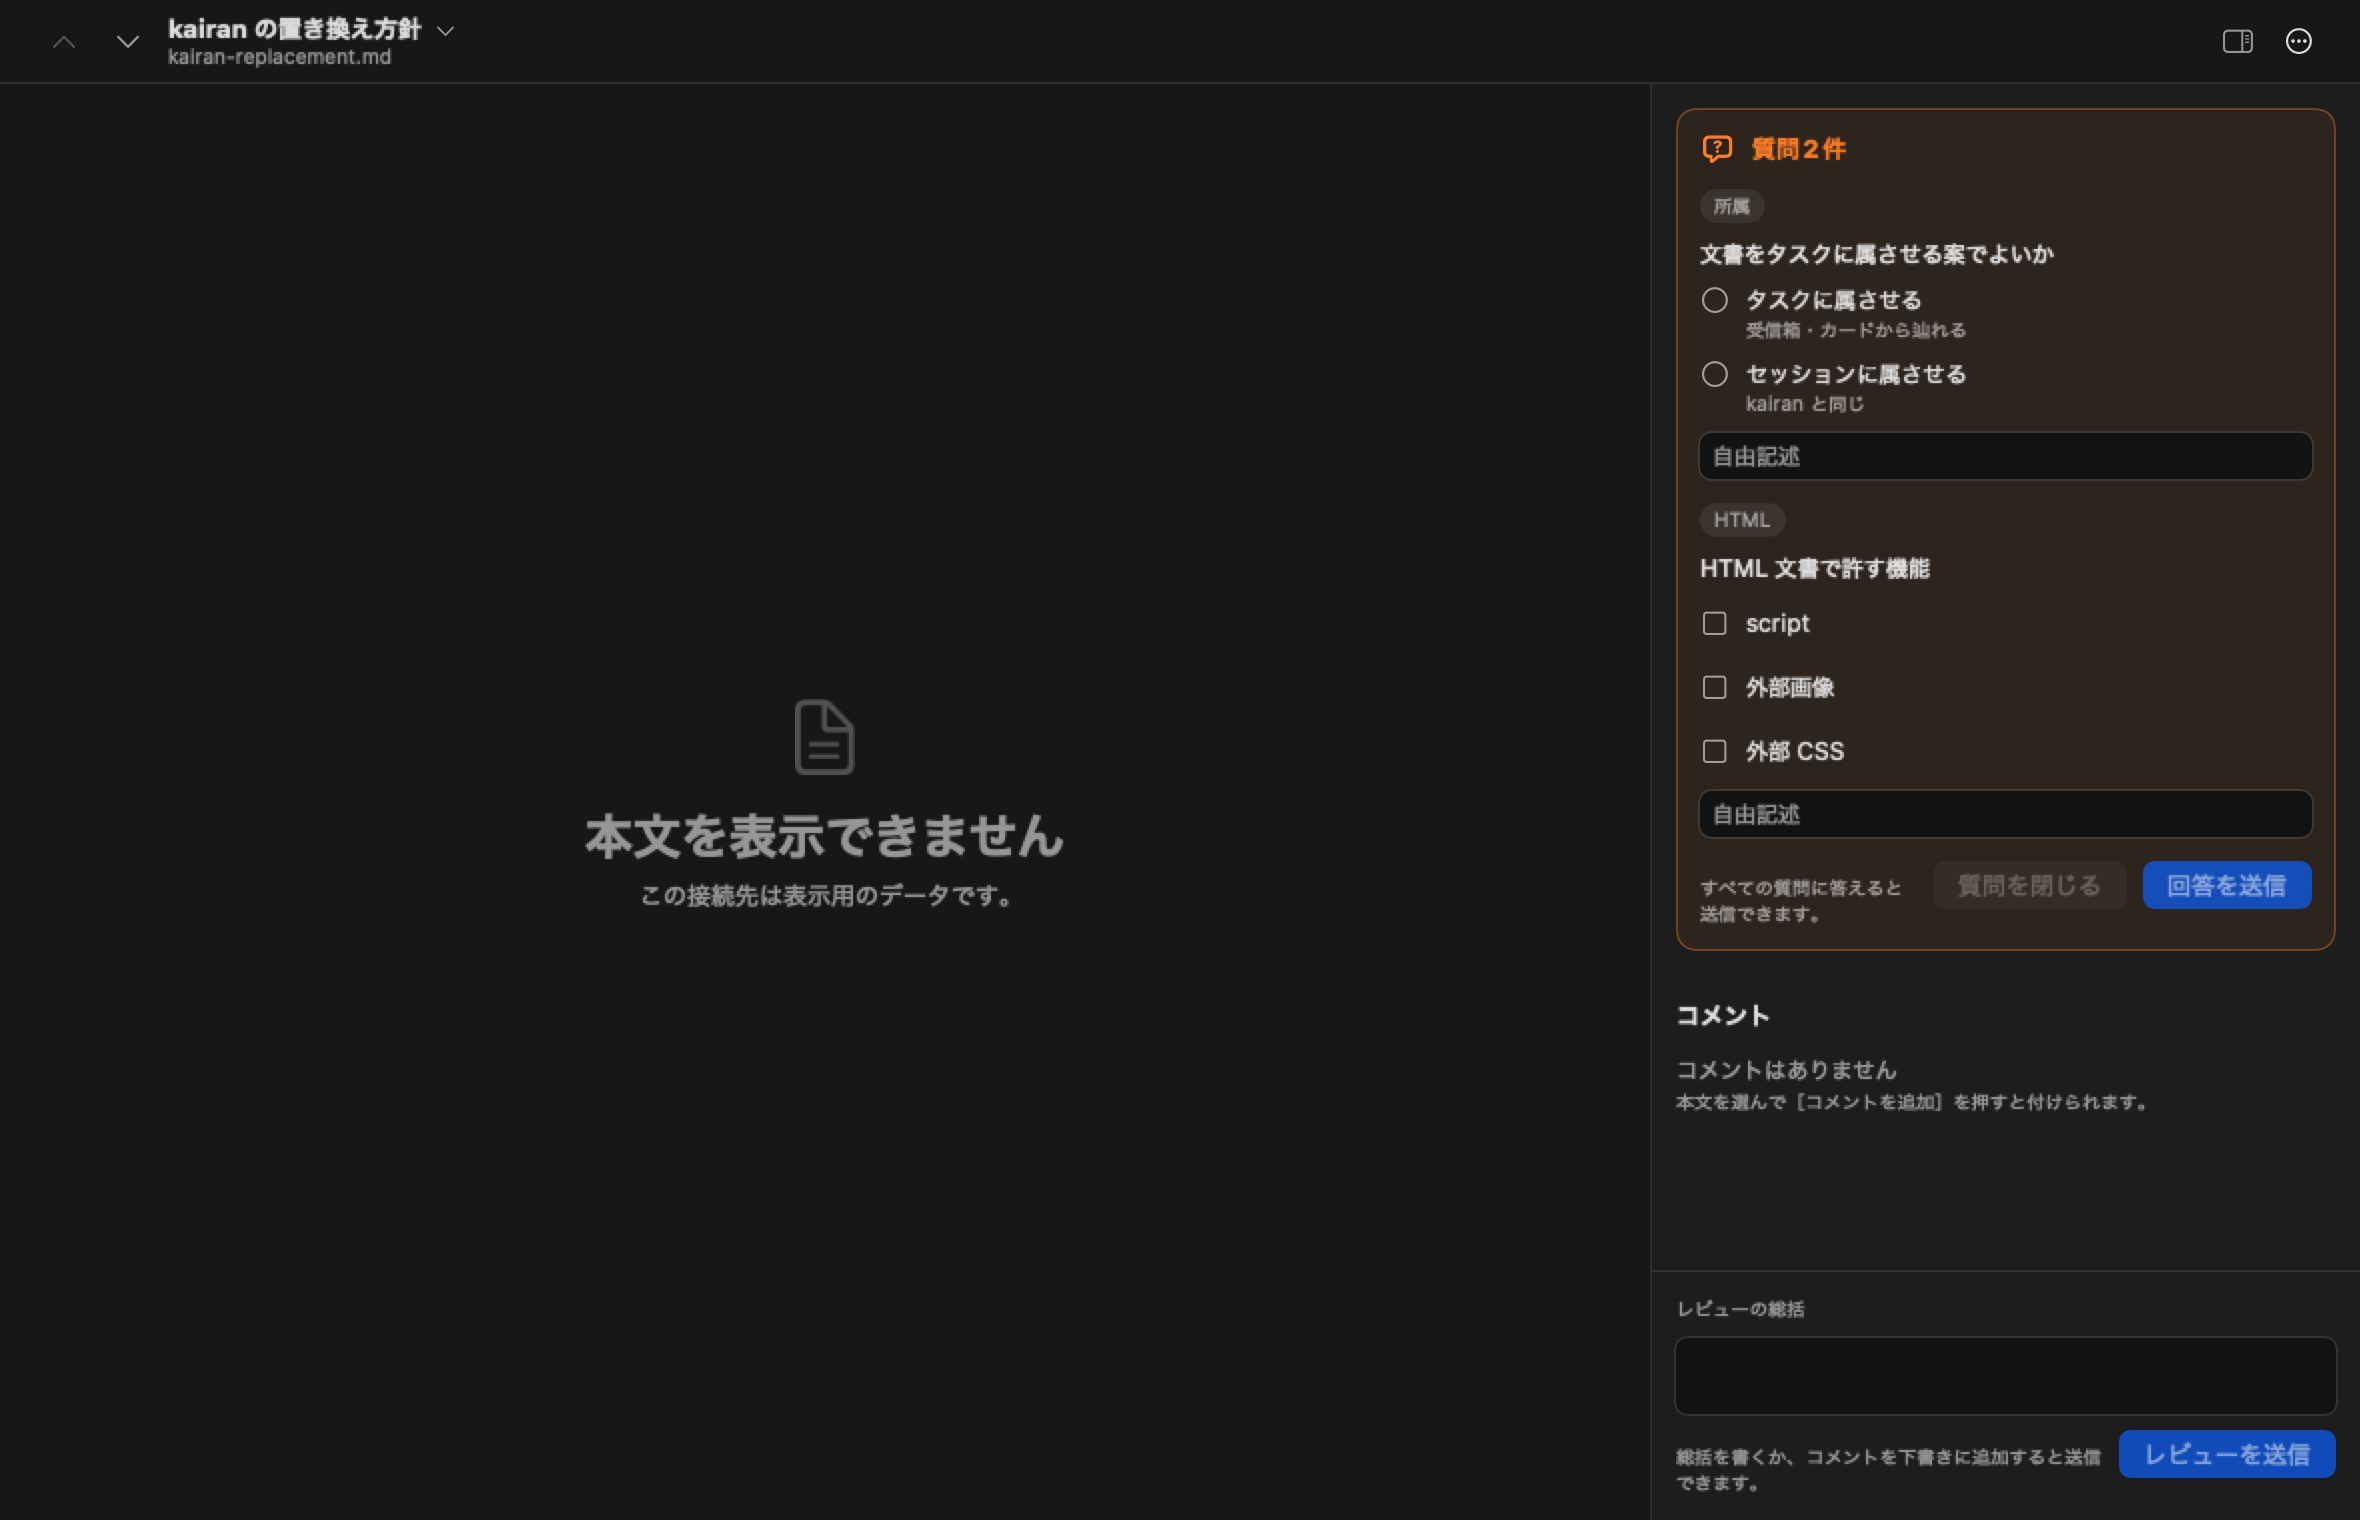 kairan の置き換え方針
kairan-replacement.md
本文を表示できません
この接続先は表示用のデータです。
質問2件
所属
文書をタスクに属させる案でよいか
タスクに属させる
受信箱・カードから辿れる
セッションに属させる
kairan と同じ
自由記述
HTML
HTML 文書で許す機能
script
外部画像
外部 CSS
自由記述
すべての質問に答えると
送信できます。
質問を閉じる
回答を送信
コメント
コメントはありません
本文を選んで［コメントを追加］を押すと付けられます。
レビューの総括
総括を書くか、コメントを下書きに追加すると送信
できます。
レビューを送信